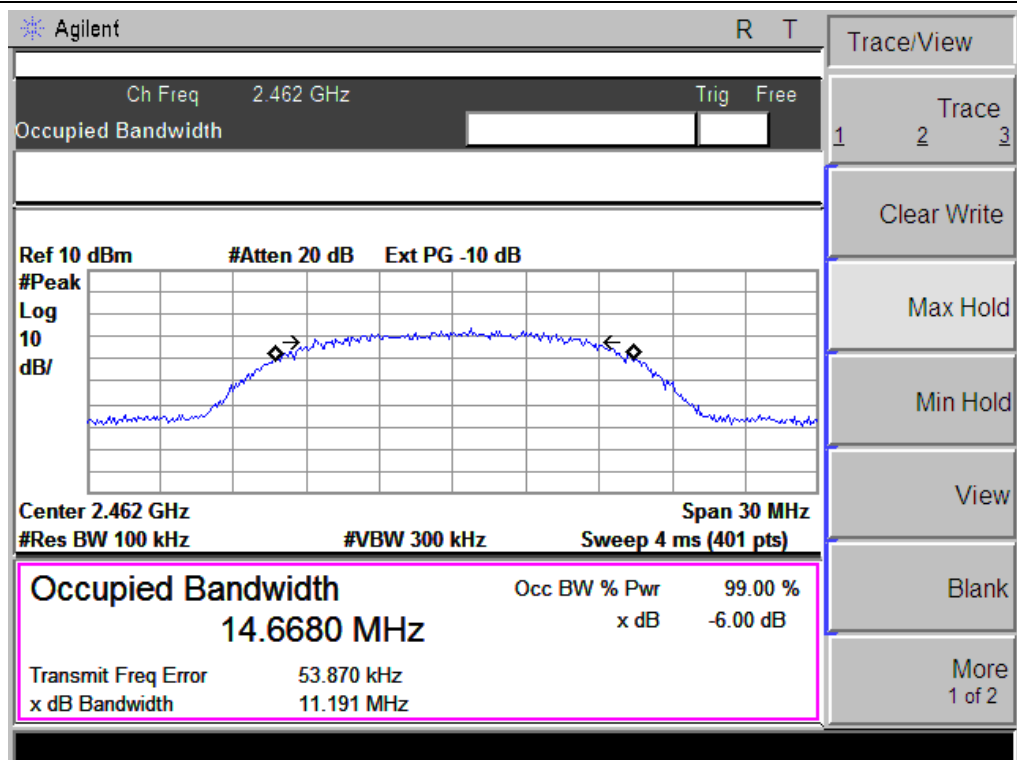 Agilent R T
Ch Freq 2.462 GHz Trig Free
Occupied Bandwidth
Ref 10 dBm #Atten 20 dB Ext PG -10 dB
#Peak
Log
10
dB/
Center 2.462 GHz Span 30 MHz
#Res BW 100 kHz #VBW 300 kHz Sweep 4 ms (401 pts)
Occupied Bandwidth Occ BW % Pwr 99.00 %
14.6680 MHz x dB -6.00 dB
Transmit Freq Error 53.870 kHz
x dB Bandwidth 11.191 MHz
Trace/View
Trace
1 2 3
Clear Write
Max Hold
Min Hold
View
Blank
More
1 of 2